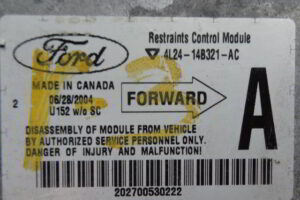 Ford
Restraints Control Module
4L24-14B321-AC
MADE IN CANADA
06/28/2004
2
U152 w/o SC
FORWARD
A
DISASSEMBLY OF MODULE FROM VEHICLE
BY AUTHORIZED SERVICE PERSONNEL ONLY.
DANGER OF INJURY AND MALFUNCTION!
202700530222